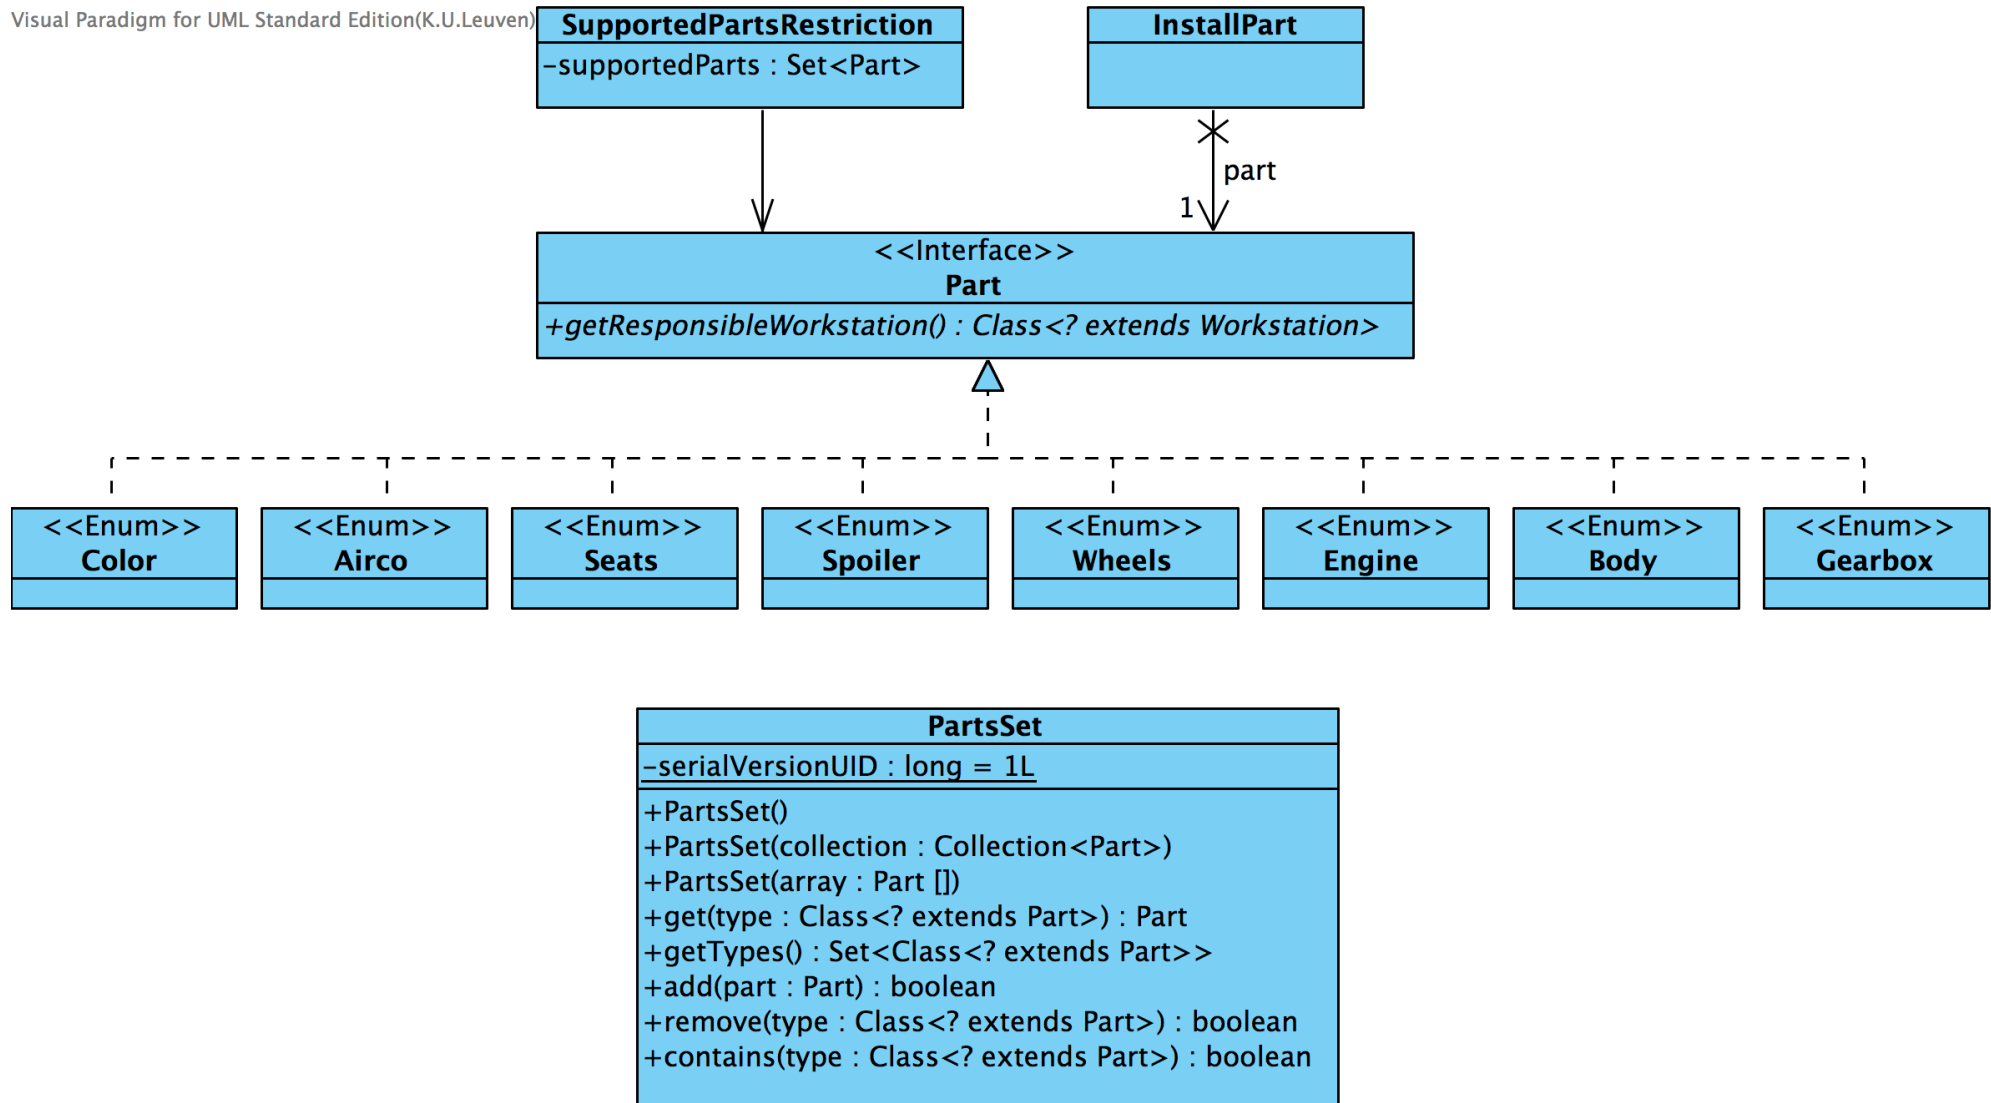 Visual Paradigm for UML Standard Edition(K.U.Leuven)
SupportedPartsRestriction
-supportedParts : Set<Part>
InstallPart
part
1
<<Interface>>
Part
+getResponsibleWorkstation() : Class<? extends Workstation>
<<Enum>>
Color
<<Enum>>
Airco
<<Enum>>
Seats
<<Enum>>
Spoiler
<<Enum>>
Wheels
<<Enum>>
Engine
<<Enum>>
Body
<<Enum>>
Gearbox
PartsSet
-serialVersionUID : long = 1L
+PartsSet()
+PartsSet(collection : Collection<Part>)
+PartsSet(array : Part [])
+get(type : Class<? extends Part>) : Part
+getTypes() : Set<Class<? extends Part>>
+add(part : Part) : boolean
+remove(type : Class<? extends Part>) : boolean
+contains(type : Class<? extends Part>) : boolean